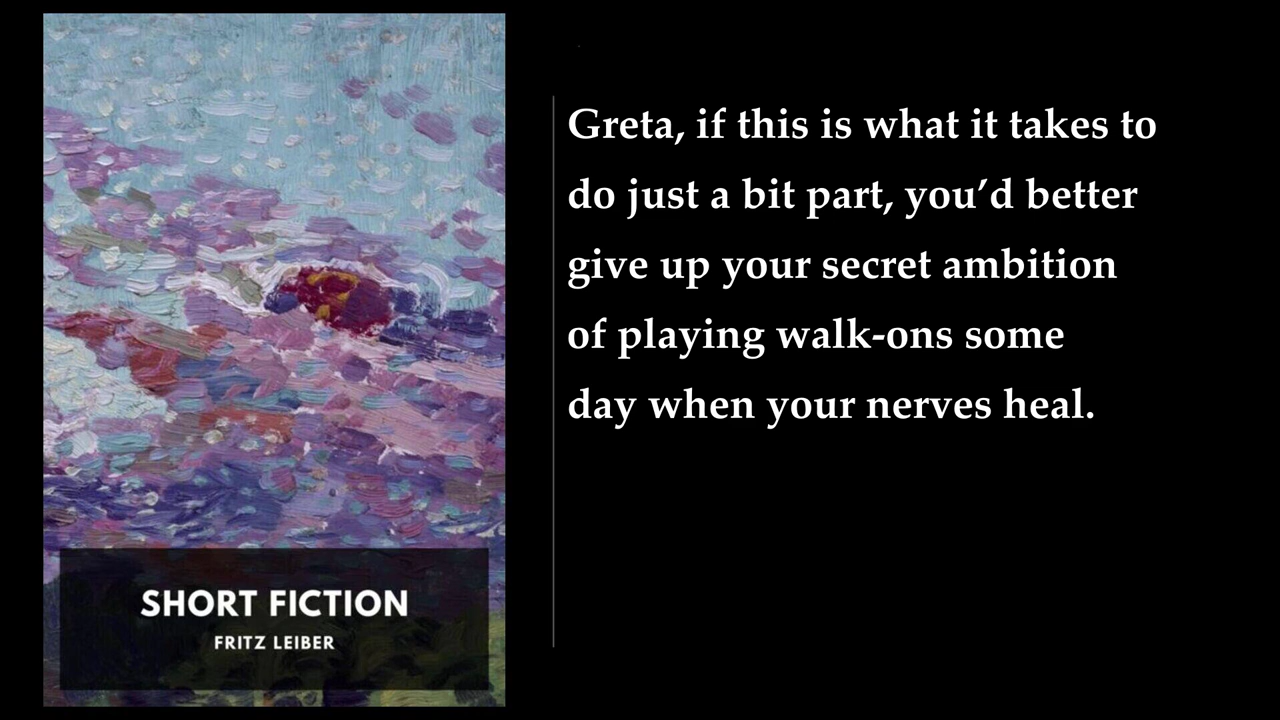 Greta, if this is what it takes to
do just a bit part, you’d better
give up your secret ambition
of playing walk-ons some
day when your nerves heal.
SHORT FICTION
FRITZ LEIBER